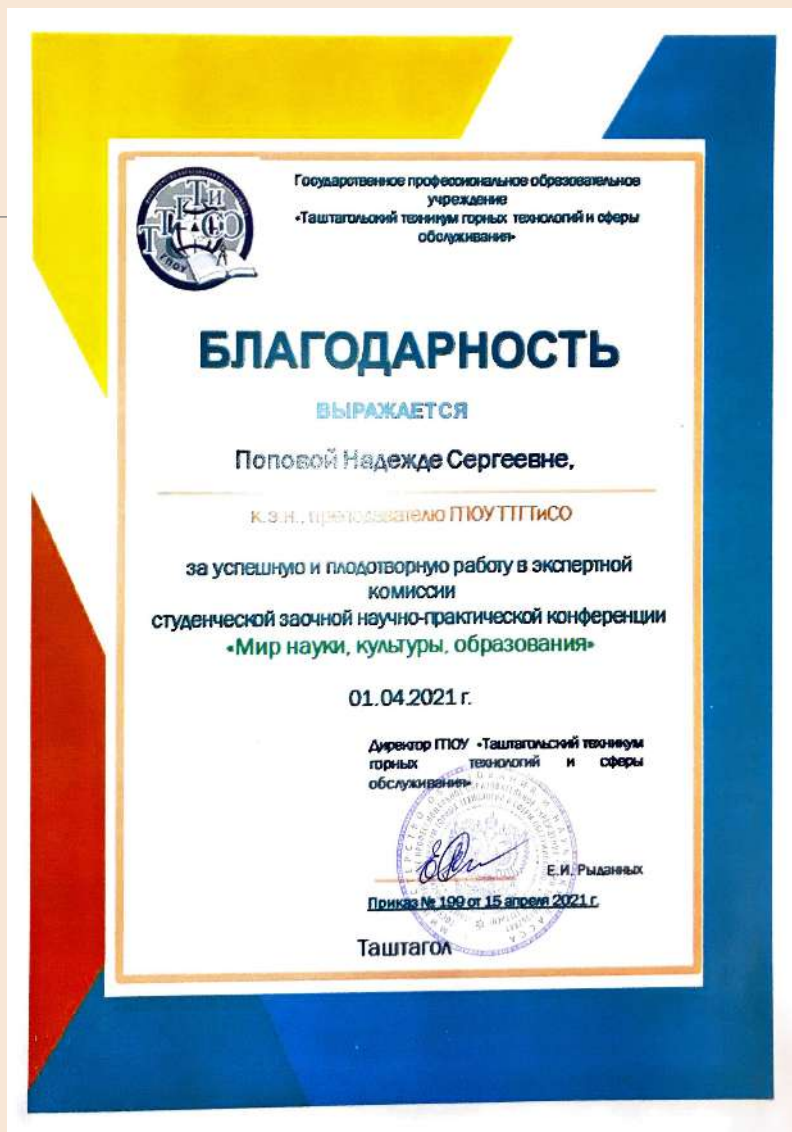 Государственное профессиональное образовательное
учреждение
«Таштагольский техникум горных технологий и сферы
обслуживания»
ТТГТиСО
ГПОУ
БЛАГОДАРНОСТЬ
ВЫРАЖАЕТСЯ
Поповой Надежде Сергеевне,
к.э.н., преподавателю ГПОУ ТТГТиСО
за успешную и плодотворную работу в экспертной
комиссии
студенческой заочной научно-практической конференции
«Мир науки, культуры, образования»
01.04.2021 г.
Директор ГПОУ «Таштагольский техникум
горных технологий и сферы
обслуживания»
Е.И. Рыданных
Приказ № 199 от 15 апреля 2021 г.
Таштагол